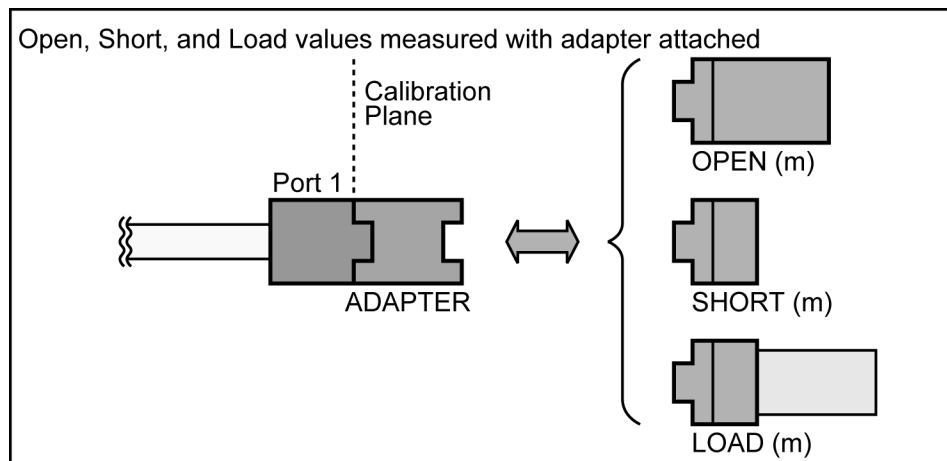 Open, Short, and Load values measured with adapter attached
Calibration
Plane
Port 1
ADAPTER
OPEN (m)
SHORT (m)
LOAD (m)